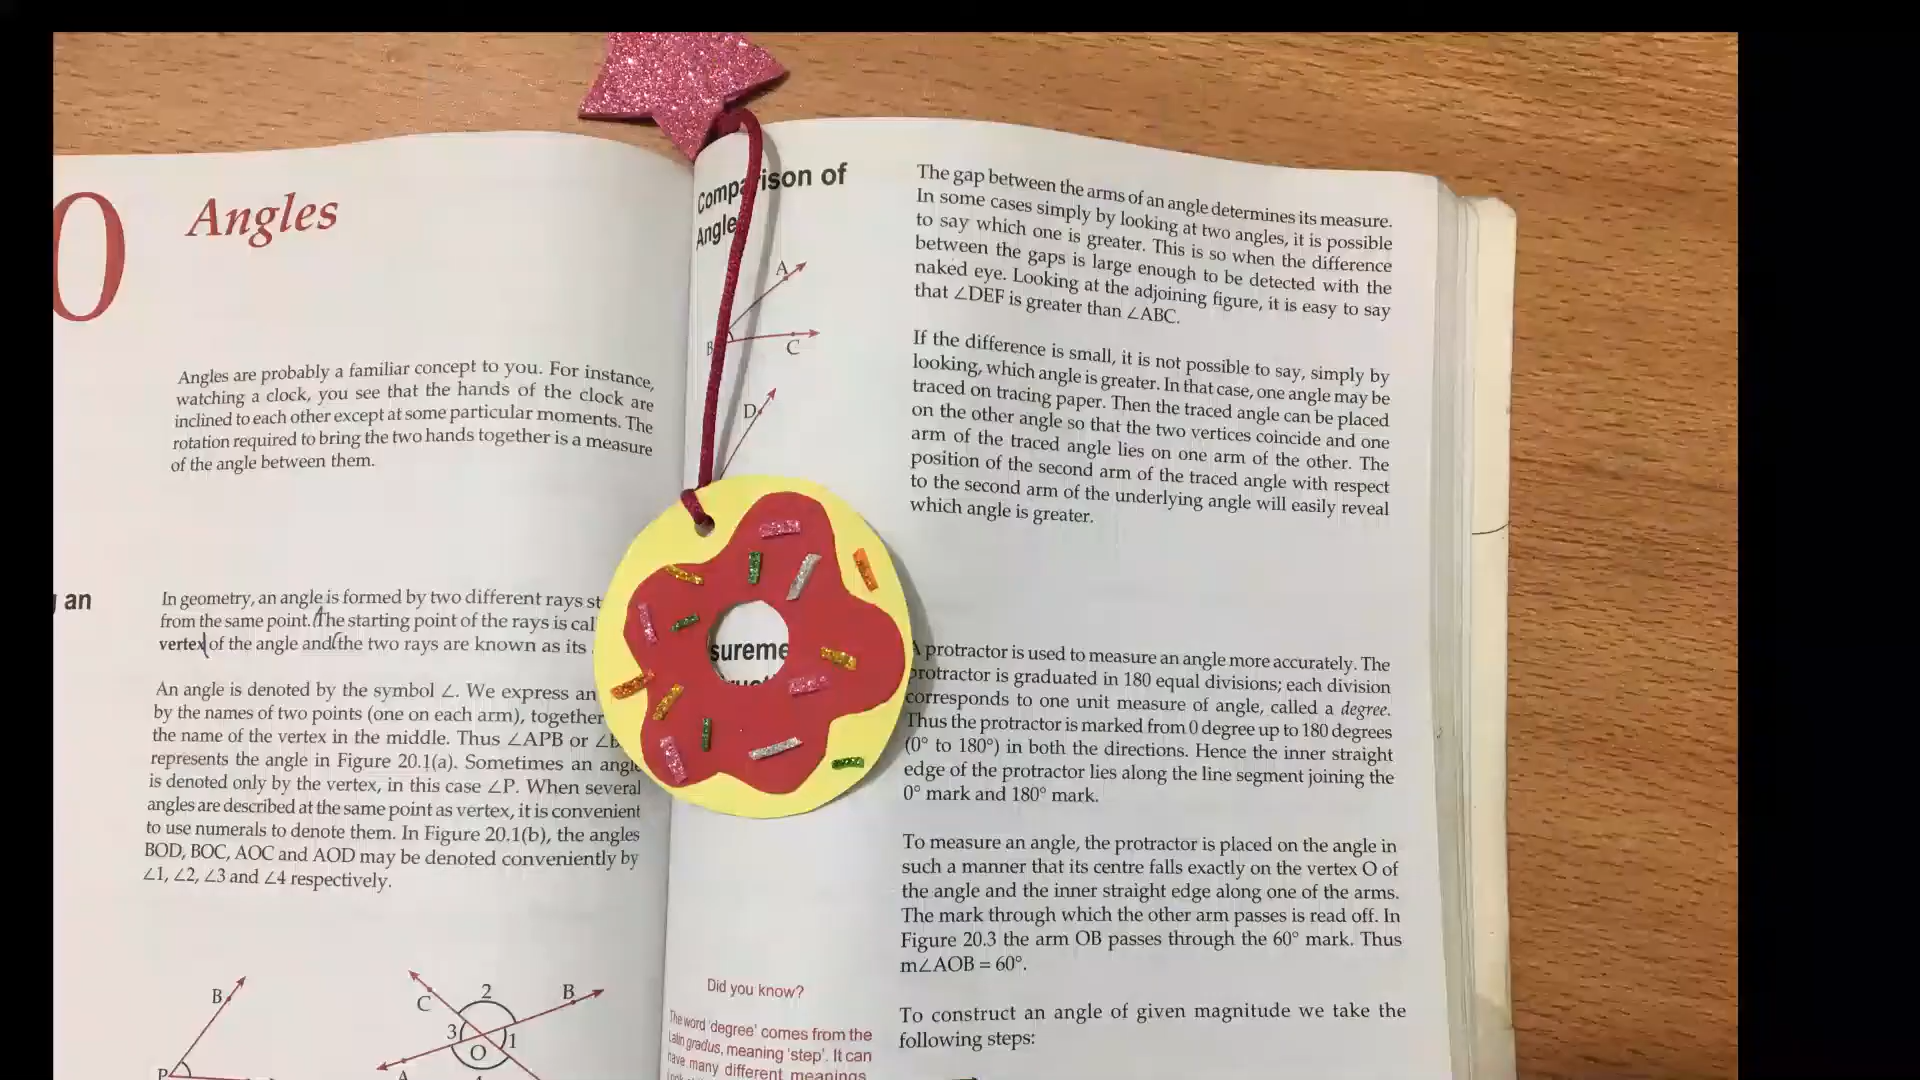 0
Angles
Angles are probably a familiar concept to you. For instance,
watching a clock, you see that the hands of the clock are
inclined to each other except at some particular moments. The
rotation required to bring the two hands together is a measure
of the angle between them.
an
In geometry, an angle is formed by two different rays st
from the same point. The starting point of the rays is cal
vertex of the angle and the two rays are known as its
An angle is denoted by the symbol ∠. We express an
by the names of two points (one on each arm), together
the name of the vertex in the middle. Thus ∠APB or ∠B
represents the angle in Figure 20.1(a). Sometimes an angle
is denoted only by the vertex, in this case ∠P. When several
angles are described at the same point as vertex, it is convenient
to use numerals to denote them. In Figure 20.1(b), the angles
BOD, BOC, AOC and AOD may be denoted conveniently by
∠1, ∠2, ∠3 and ∠4 respectively.
B
P
C 2 B
3 1
O
A
Comparison of
Angle
A
B C
D
sureme
The gap between the arms of an angle determines its measure.
In some cases simply by looking at two angles, it is possible
to say which one is greater. This is so when the difference
between the gaps is large enough to be detected with the
naked eye. Looking at the adjoining figure, it is easy to say
that ∠DEF is greater than ∠ABC.
If the difference is small, it is not possible to say, simply by
looking, which angle is greater. In that case, one angle may be
traced on tracing paper. Then the traced angle can be placed
on the other angle so that the two vertices coincide and one
arm of the traced angle lies on one arm of the other. The
position of the second arm of the traced angle with respect
to the second arm of the underlying angle will easily reveal
which angle is greater.
A protractor is used to measure an angle more accurately. The
protractor is graduated in 180 equal divisions; each division
corresponds to one unit measure of angle, called a degree.
Thus the protractor is marked from 0 degree up to 180 degrees
(0° to 180°) in both the directions. Hence the inner straight
edge of the protractor lies along the line segment joining the
0° mark and 180° mark.
To measure an angle, the protractor is placed on the angle in
such a manner that its centre falls exactly on the vertex O of
the angle and the inner straight edge along one of the arms.
The mark through which the other arm passes is read off. In
Figure 20.3 the arm OB passes through the 60° mark. Thus
m∠AOB = 60°.
To construct an angle of given magnitude we take the
following steps:
Did you know?
The word 'degree' comes from the
Latin gradus, meaning 'step'. It can
have many different meanings